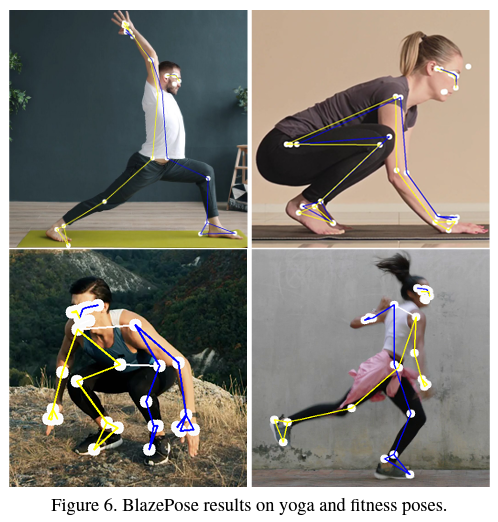 Figure 6. BlazePose results on yoga and fitness poses.